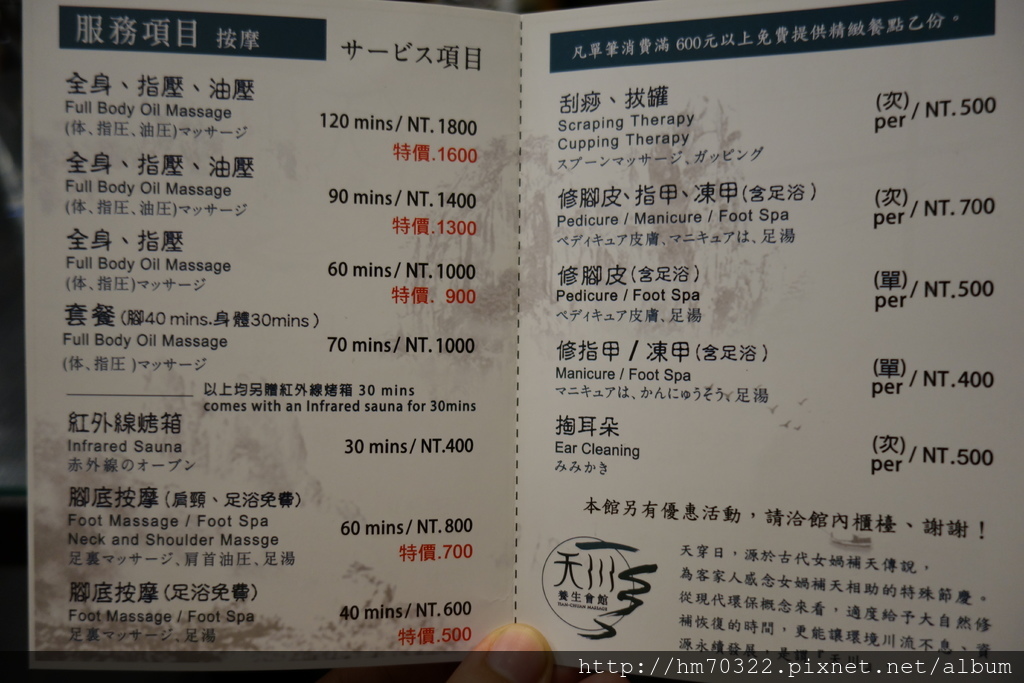 服務項目 按摩
サービス項目
全身、指壓、油壓
Full Body Oil Massage
(体、指圧、油圧)マッサージ
120 mins/ NT.1800
特價.1600
全身、指壓、油壓
Full Body Oil Massage
(体、指圧、油圧)マッサージ
90 mins/ NT.1400
特價.1300
全身、指壓
Full Body Oil Massage
(体、指圧)マッサージ
60 mins/ NT.1000
特價. 900
套餐(腳40 mins.身體30mins)
Full Body Oil Massage
(体、指圧 )マッサージ
70 mins/ NT.1000
以上均另贈紅外線烤箱 30 mins
comes with an Infrared sauna for 30mins
紅外線烤箱
Infrared Sauna
赤外線のオーブン
30 mins/ NT.400
腳底按摩(肩頸、足浴免費)
Foot Massage / Foot Spa
Neck and Shoulder Massge
足裏マッサージ、肩首油圧、足湯
60 mins/ NT.800
特價.700
腳底按摩(足浴免費)
Foot Massage / Foot Spa
足裏マッサージ、足湯
40 mins/ NT.600
特價.500
凡單筆消費滿 600元以上免費提供精緻餐點乙份。
刮痧、拔罐
Scraping Therapy
Cupping Therapy
スプーンマッサージ、ガッピング
(次)
per / NT.500
修腳皮、指甲、凍甲(含足浴)
Pedicure / Manicure / Foot Spa
ペディキュア皮膚、マニキュアは、足湯
(次)
per / NT.700
修腳皮(含足浴)
Pedicure / Foot Spa
ペディキュア皮膚、足湯
(單)
per / NT.500
修指甲 / 凍甲(含足浴)
Manicure / Foot Spa
マニキュアは、かんにゅうそう、足湯
(單)
per / NT.400
掏耳朵
Ear Cleaning
みみかき
(次)
per / NT.500
本館另有優惠活動，請洽館內櫃檯、謝謝！
天川
養生會館
TIAN-CHUAN MASSAGE
天穿日，源於古代女媧補天傳說，
為客家人感念女媧補天相助的特殊節慶。
從現代環保概念來看，適度給予大自然修
補恢復的時間，更能讓環境川流不息、資
源永續發展，是謂『天川』
http://hm70322.pixnet.net/album